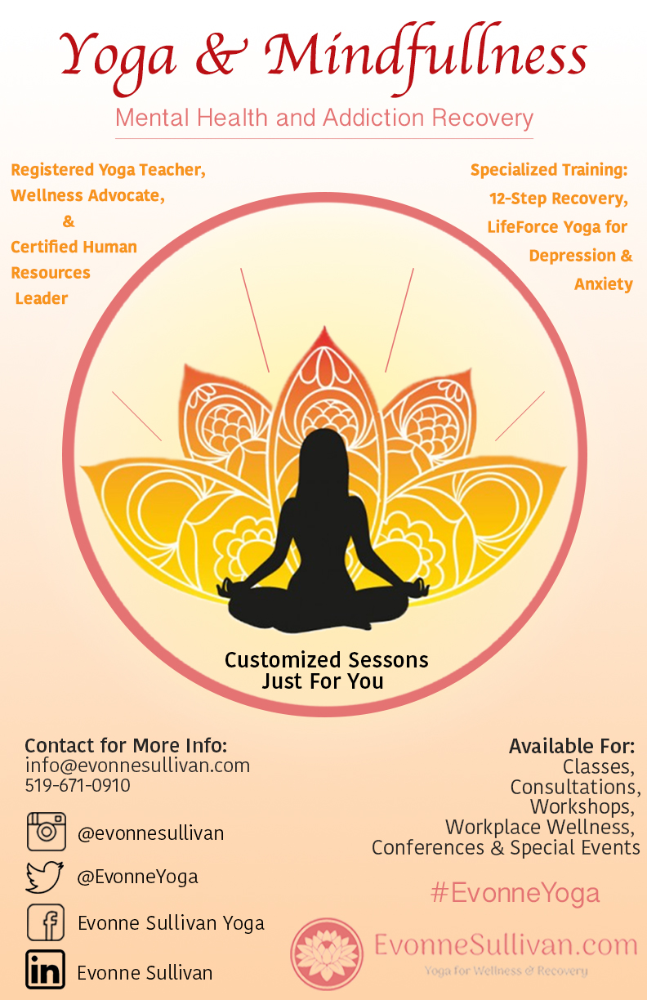 Yoga & Mindfullness
Mental Health and Addiction Recovery
Registered Yoga Teacher,
Wellness Advocate,
&
Certified Human
Resources
Leader
Specialized Training:
12-Step Recovery,
LifeForce Yoga for
Depression &
Anxiety
Customized Sessons
Just For You
Contact for More Info:
info@evonnesullivan.com
519-671-0910
@evonnesullivan
@EvonneYoga
Evonne Sullivan Yoga
in
Evonne Sullivan
Available For:
Classes,
Consultations,
Workshops,
Workplace Wellness,
Conferences & Special Events
#EvonneYoga
EvonneSullivan.com
Yoga for Wellness & Recovery